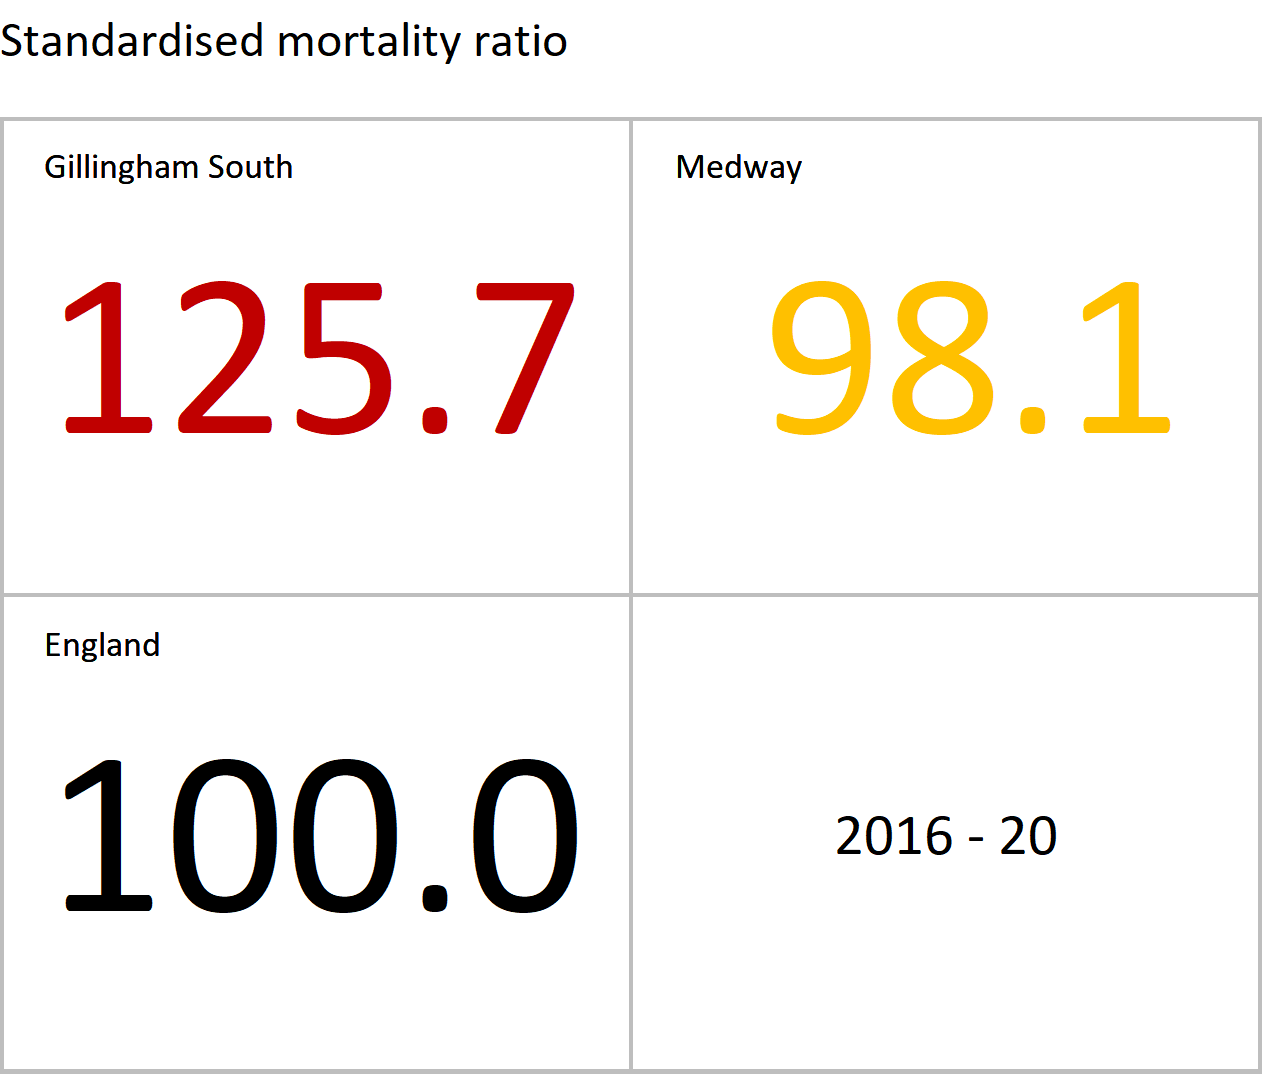 Standardised mortality ratio
Gillingham South
125.7
Medway
98.1
England
100.0
2016 - 20